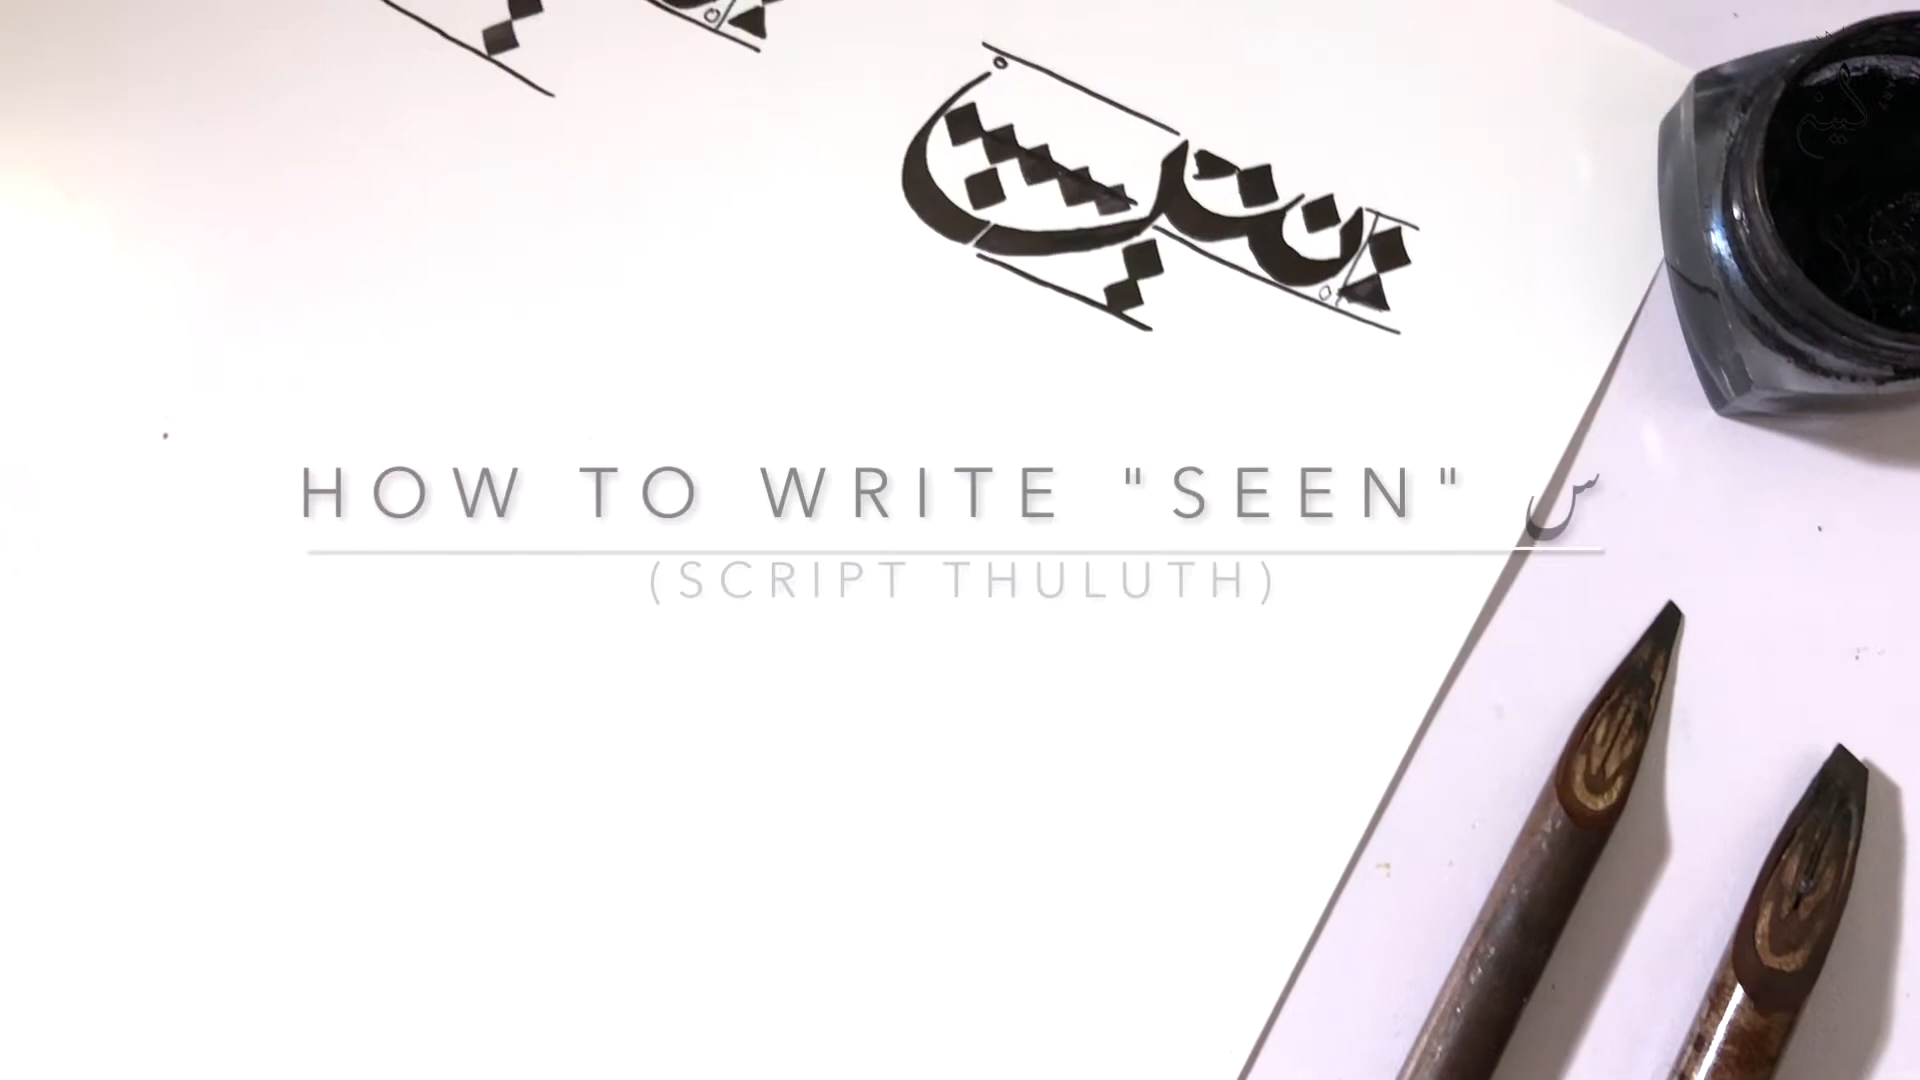 س
HOW TO WRITE "SEEN" س
(SCRIPT THULUTH)